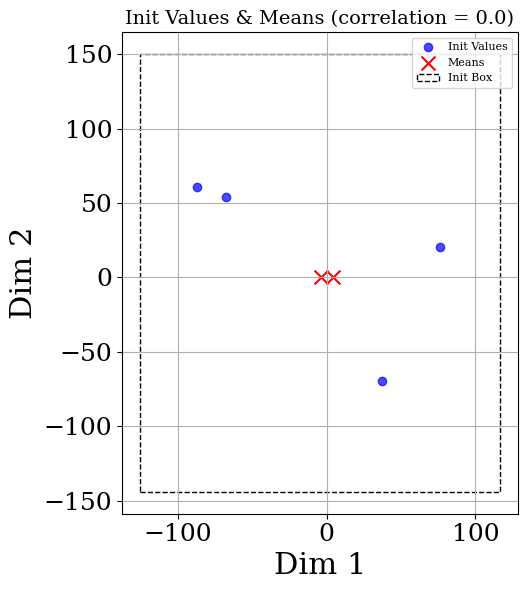 Init Values & Means (correlation = 0.0)
Init Values
Means
Init Box
150
100
50
0
−50
−100
−150
Dim 2
−100
0
100
Dim 1